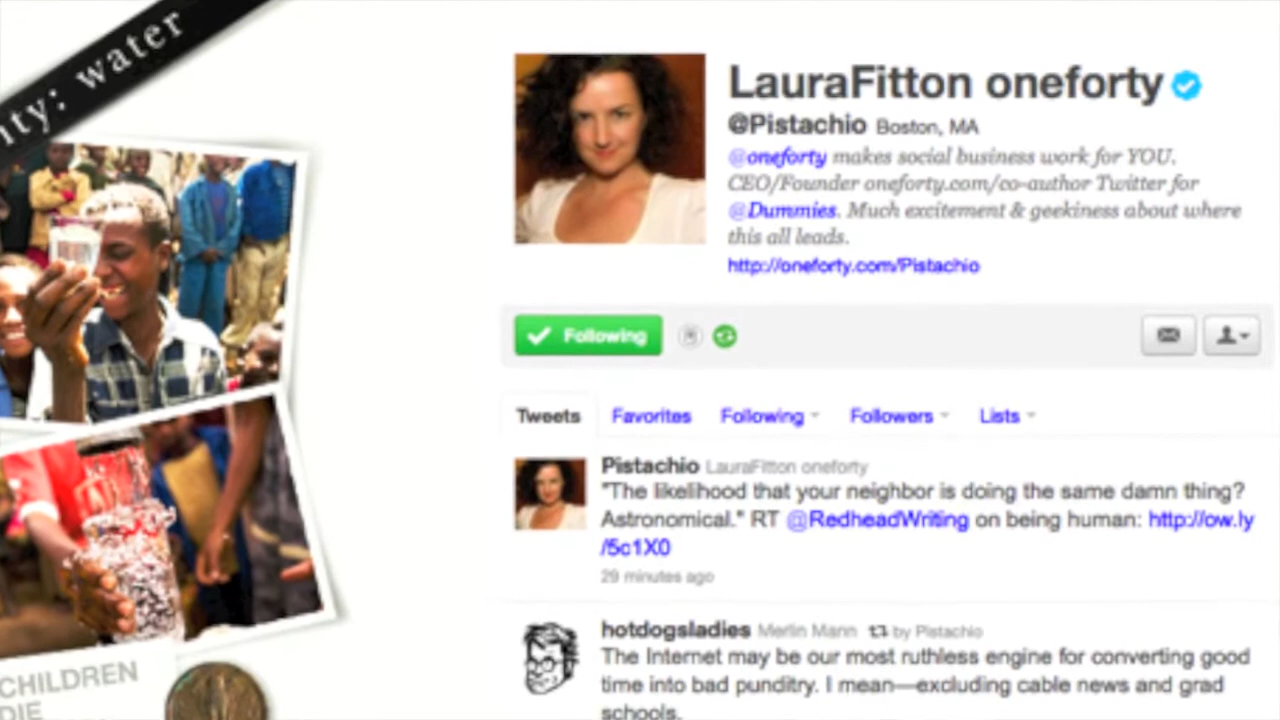 nty: water
LauraFitton oneforty
@Pistachio Boston, MA
@oneforty makes social business work for YOU.
CEO/Founder oneforty.com/co-author Twitter for
@Dummies. Much excitement & geekiness about where
this all leads.
http://oneforty.com/Pistachio
Following
Tweets Favorites Following Followers Lists
Pistachio LauraFitton oneforty
"The likelihood that your neighbor is doing the same damn thing?
Astronomical." RT @RedheadWriting on being human: http://ow.ly
/5c1X0
29 minutes ago
hotdogsladies Merlin Mann by Pistachio
The Internet may be our most ruthless engine for converting good
time into bad punditry. I mean—excluding cable news and grad
schools.
CHILDREN
DIE